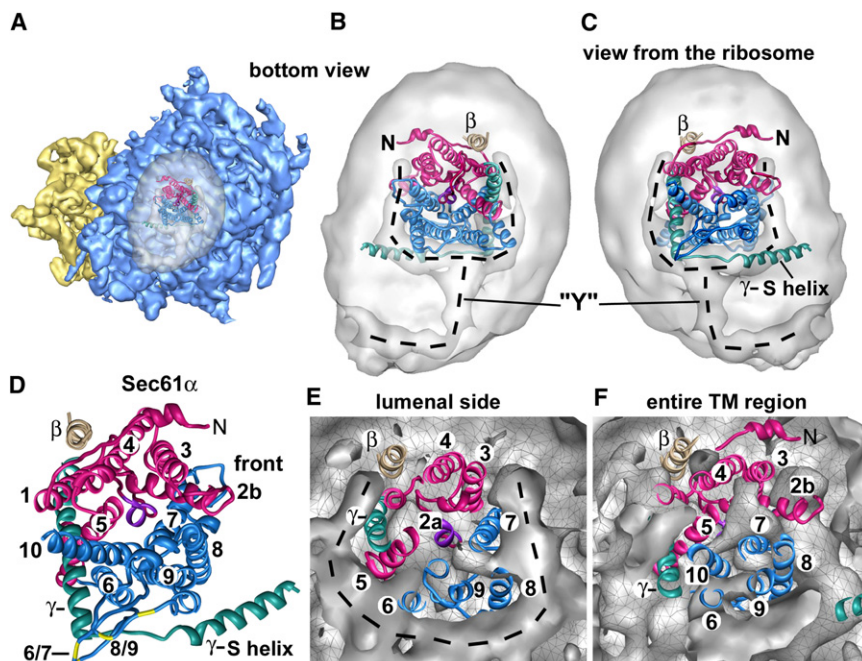 A
bottom view
B
β
N
"Y"
C
view from the ribosome
β
N
γ-S helix
D
Sec61α
β
N
4
3
front
1
2b
5
7
10
8
6
9
γ-
6/7
8/9
γ-S helix
E
lumenal side
β
4
3
γ-
2a
7
5
6
9
8
F
entire TM region
β
N
4
3
2b
5
7
10
8
γ-
6
9